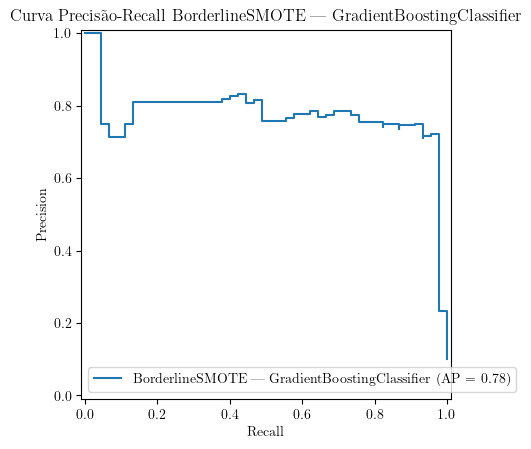 Curva Precisão-Recall BorderlineSMOTE — GradientBoostingClassifier
1.0
0.8
0.6
0.4
0.2
0.0
Precision
BorderlineSMOTE — GradientBoostingClassifier (AP = 0.78)
0.0 0.2 0.4 0.6 0.8 1.0
Recall